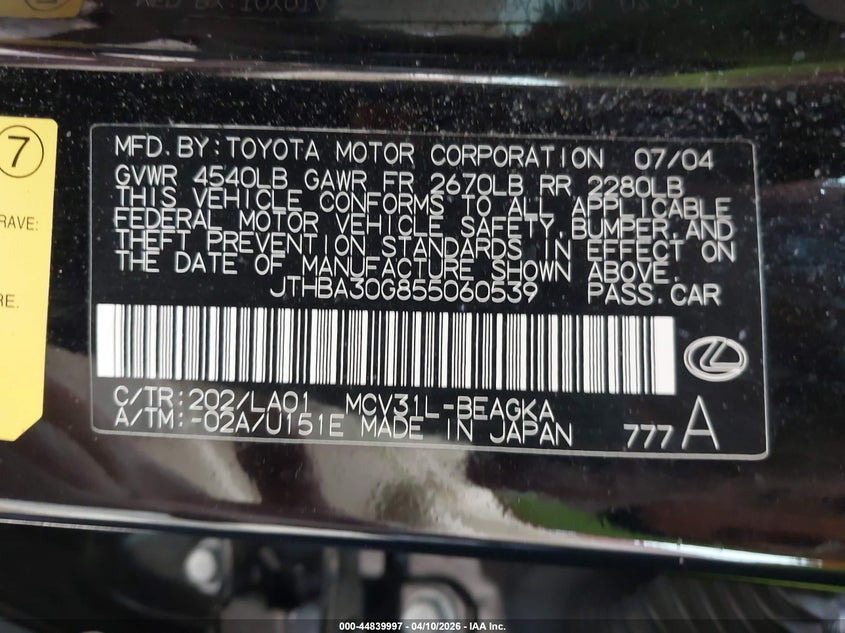 7
RAVE:
RE.
MFD. BY: TOYOTA MOTOR CORPORATION 07/04
GVWR 4540LB GAWR FR 2670LB RR 2280LB
THIS VEHICLE CONFORMS TO ALL APPLICABLE
FEDERAL MOTOR VEHICLE SAFETY, BUMPER, AND
THEFT PREVENTION STANDARDS IN EFFECT ON
THE DATE OF MANUFACTURE SHOWN ABOVE.
JTHBA30G855060539 PASS. CAR
C/TR: 202/LA01 MCV31L-BEAGKA
A/TM: -02A/U151E MADE IN JAPAN 777 A
000-44839997 - 04/10/2026 - IAA Inc.